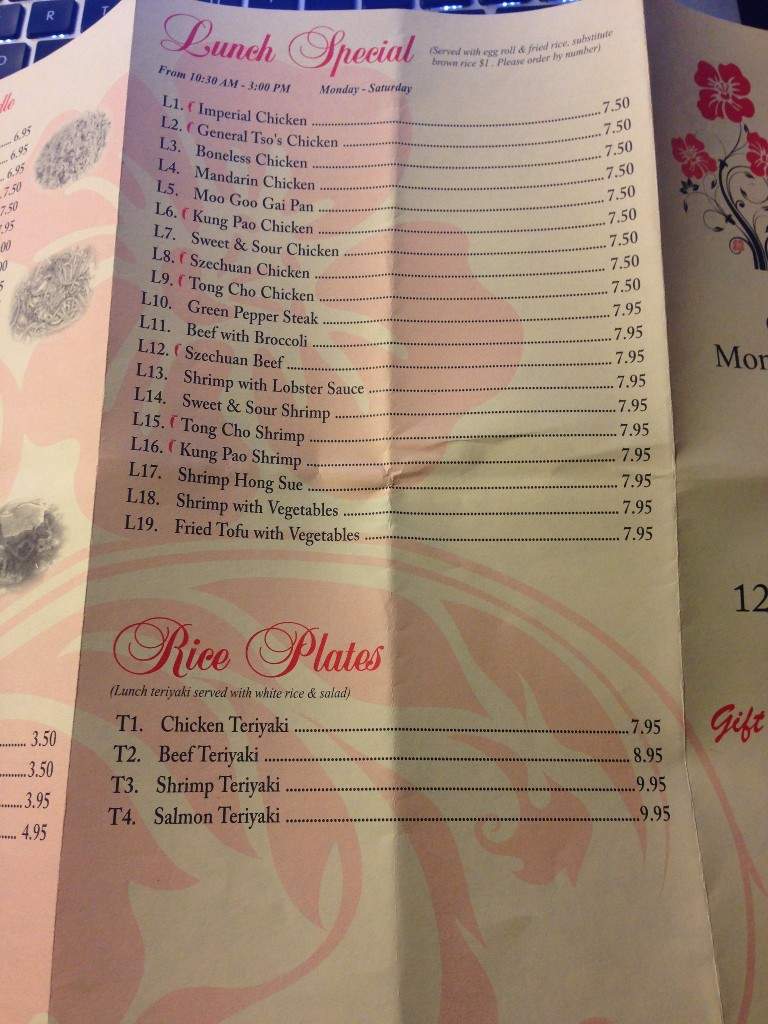 R
Lunch Special
(Served with egg roll & fried rice, substitute
brown rice $1 . Please order by number)
From 10:30 AM - 3:00 PM Monday - Saturday
L1. Imperial Chicken 7.50
L2. General Tso's Chicken 7.50
L3. Boneless Chicken 7.50
L4. Mandarin Chicken 7.50
L5. Moo Goo Gai Pan 7.50
L6. Kung Pao Chicken 7.50
L7. Sweet & Sour Chicken 7.50
L8. Szechuan Chicken 7.50
L9. Tong Cho Chicken 7.50
L10. Green Pepper Steak 7.95
L11. Beef with Broccoli 7.95
L12. Szechuan Beef 7.95
L13. Shrimp with Lobster Sauce 7.95
L14. Sweet & Sour Shrimp 7.95
L15. Tong Cho Shrimp 7.95
L16. Kung Pao Shrimp 7.95
L17. Shrimp Hong Sue 7.95
L18. Shrimp with Vegetables 7.95
L19. Fried Tofu with Vegetables 7.95
Rice Plates
(Lunch teriyaki served with white rice & salad)
T1. Chicken Teriyaki 7.95
T2. Beef Teriyaki 8.95
T3. Shrimp Teriyaki 9.95
T4. Salmon Teriyaki 9.95
6.95
6.95
6.95
7.50
7.50
3.50
3.50
3.95
4.95
Mon
12
Gift